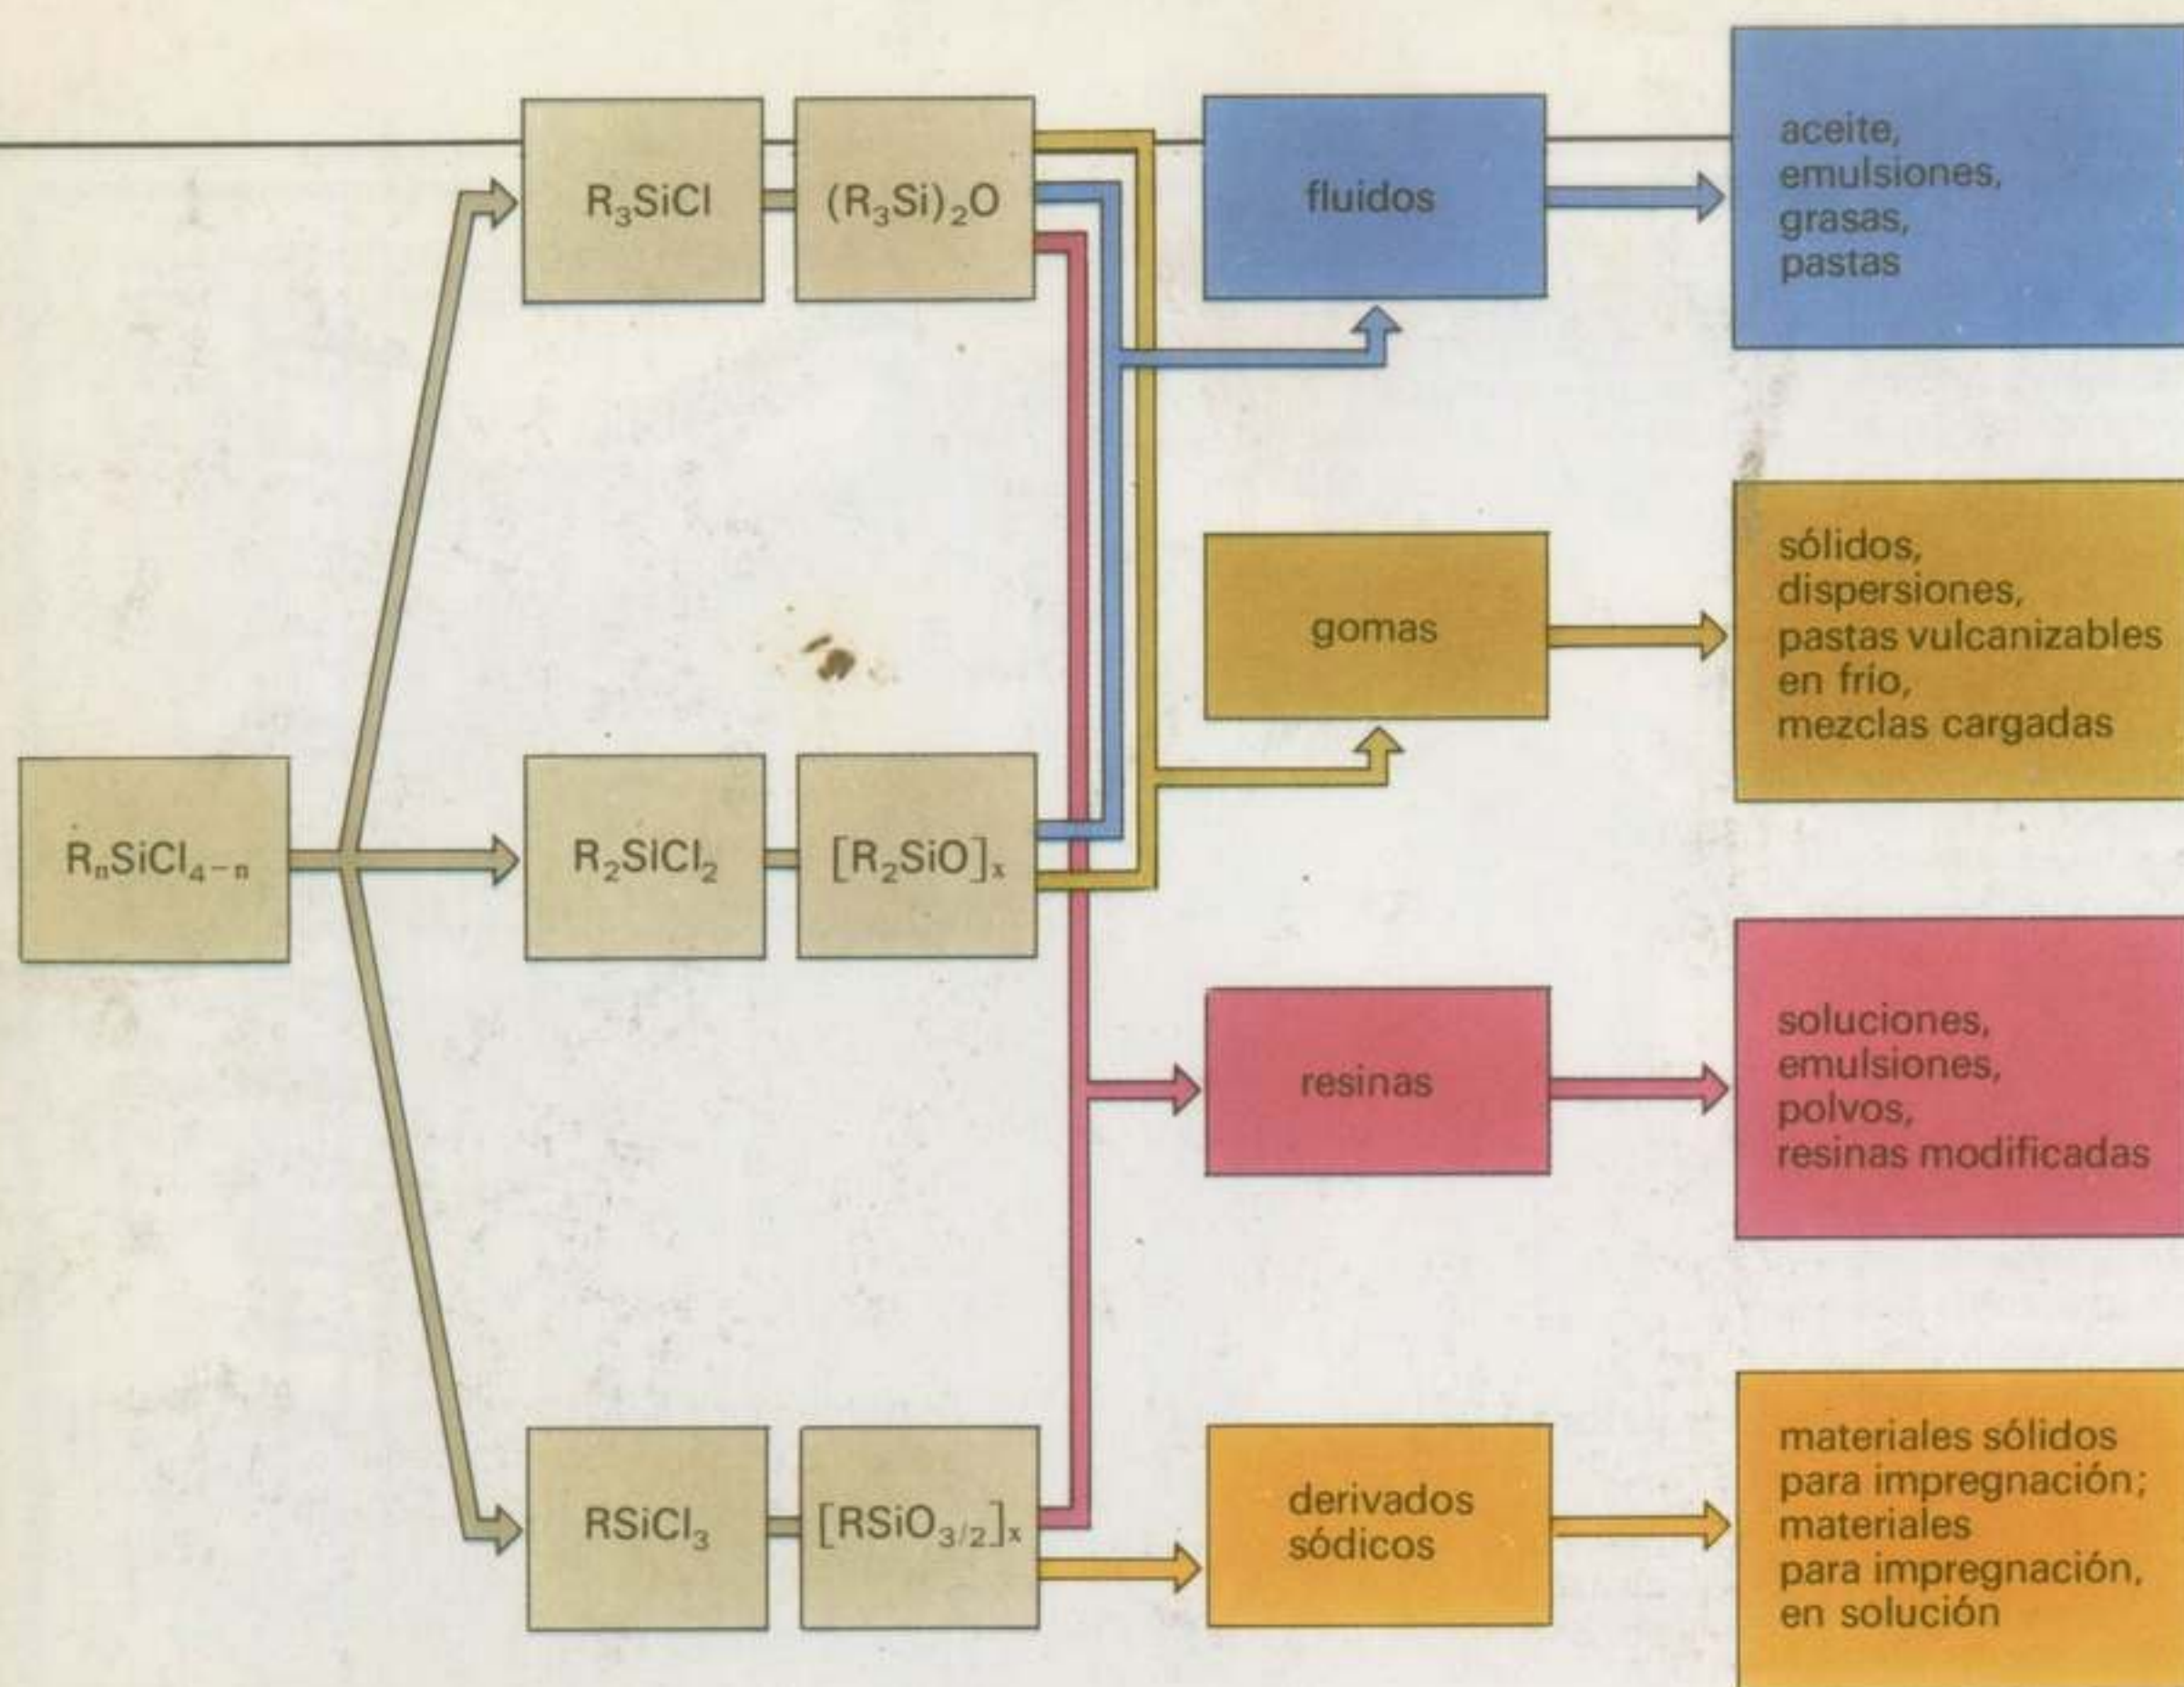 R₃SiCl
(R₃Si)₂O
fluidos
aceite,
emulsiones,
grasas,
pastas
gomas
sólidos,
dispersiones,
pastas vulcanizables
en frío,
mezclas cargadas
RₙSiCl₄₋ₙ
R₂SiCl₂
[R₂SiO]ₓ
resinas
soluciones,
emulsiones,
polvos,
resinas modificadas
RSiCl₃
[RSiO₃/₂]ₓ
derivados
sódicos
materiales sólidos
para impregnación;
materiales
para impregnación,
en solución